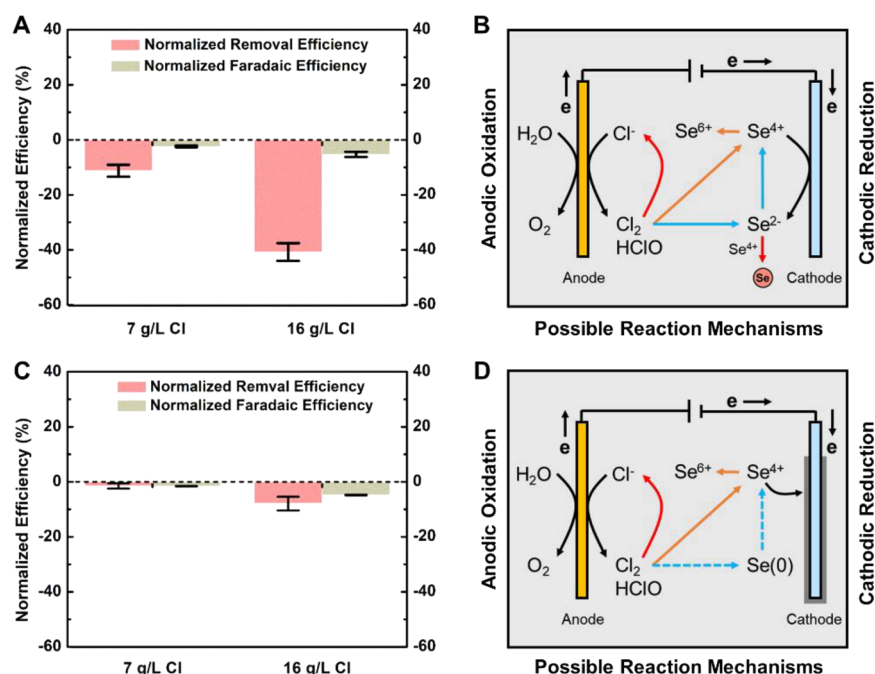 A
Normalized Efficiency (%)
40
20
0
-20
-40
-60
Normalized Removal Efficiency
Normalized Faradaic Efficiency
40
20
0
-20
-40
-60
7 g/L Cl
16 g/L Cl
B
Anodic Oxidation
Cathodic Reduction
e
e
e
H2O
Cl-
Se6+
Se4+
O2
Cl2
HClO
Se2-
Se4+
Se
Anode
Cathode
Possible Reaction Mechanisms
C
Normalized Efficiency (%)
40
20
0
-20
-40
-60
Normalized Remval Efficiency
Normalized Faradaic Efficiency
40
20
0
-20
-40
-60
7 g/L Cl
16 g/L Cl
D
Anodic Oxidation
Cathodic Reduction
e
e
e
H2O
Cl-
Se6+
Se4+
O2
Cl2
HClO
Se(0)
Anode
Cathode
Possible Reaction Mechanisms